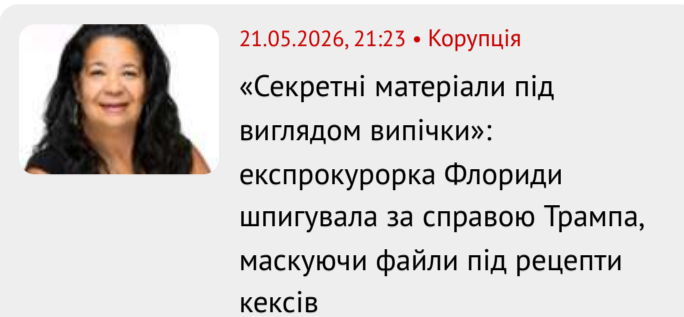 21.05.2026, 21:23 • Корупція
«Секретні матеріали під
виглядом випічки»:
експрокурорка Флориди
шпигувала за справою Трампа,
маскуючи файли під рецепти
кексів